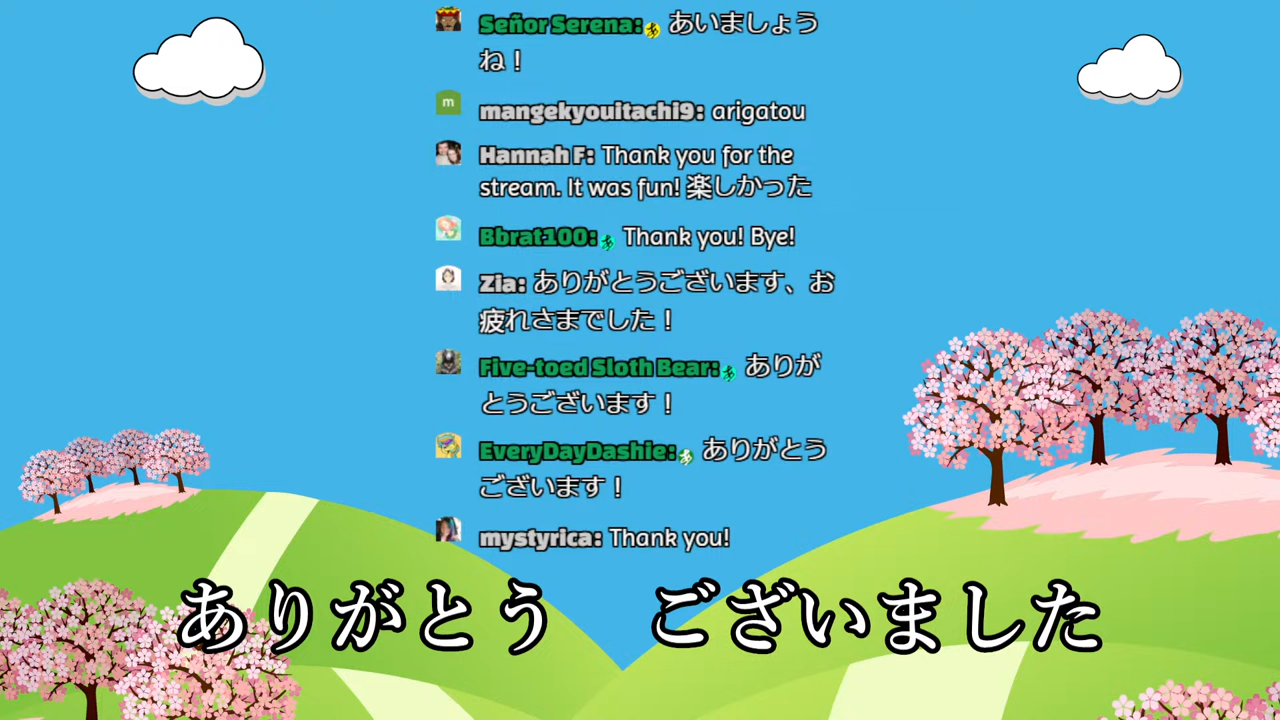 Señor Serena: あいましょう
ね！
m
mangekyouitachi9: arigatou
Hannah F: Thank you for the
stream. It was fun! 楽しかった
Bbrat100: Thank you! Bye!
Zia: ありがとうございます、お
疲れさまでした！
Five-toed Sloth Bear: ありが
とうございます！
EveryDayDashie: ありがとう
ございます！
mystyrica: Thank you!
ありがとう　ございました